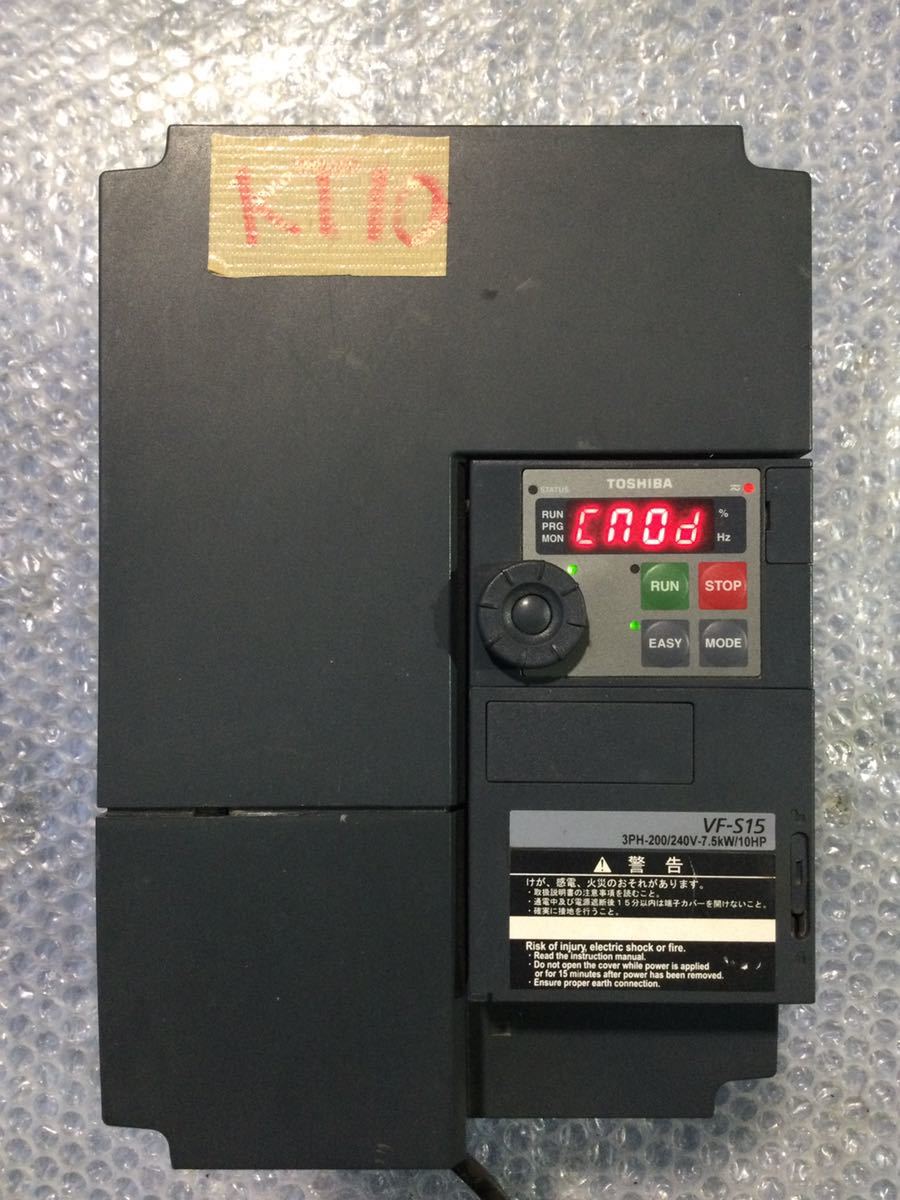 KT10
TOSHIBA
STATUS
RUN
PRG
MON
CMOd
%
Hz
RUN
STOP
EASY
MODE
VF-S15
3PH-200/240V-7.5kW/10HP
警告
けが、感電、火災のおそれがあります。
・取扱説明書の注意事項を読むこと。
・通電中及び電源遮断後15分以内は端子カバーを開けないこと。
・確実に接地を行うこと。
Risk of injury, electric shock or fire.
・Read the instruction manual.
・Do not open the cover while power is applied
or for 15 minutes after power has been removed.
・Ensure proper earth connection.